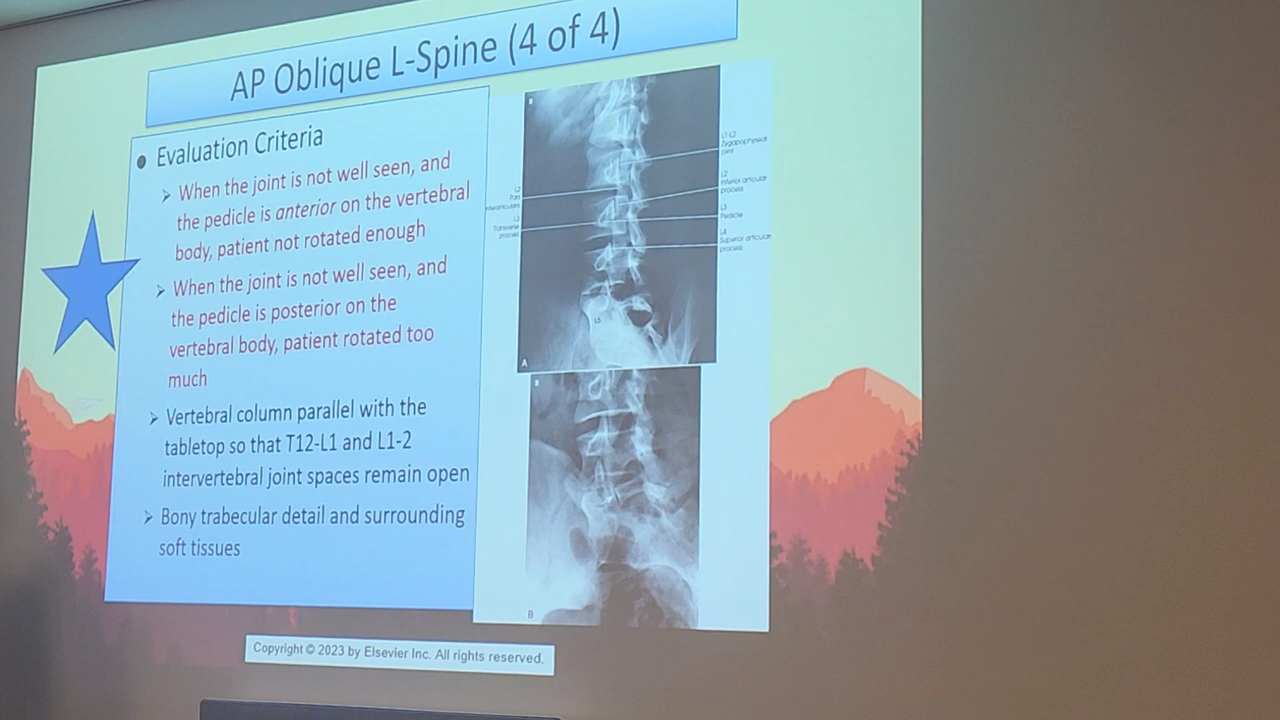 AP Oblique L-Spine (4 of 4)
● Evaluation Criteria
➢ When the joint is not well seen, and
the pedicle is anterior on the vertebral
body, patient not rotated enough
➢ When the joint is not well seen, and
the pedicle is posterior on the
vertebral body, patient rotated too
much
➢ Vertebral column parallel with the
tabletop so that T12-L1 and L1-2
intervertebral joint spaces remain open
➢ Bony trabecular detail and surrounding
soft tissues
L1-L2
Zygapophyseal
joint
L2
Inferior articular
process
L3
Pedicle
L4
Superior articular
process
L2
Pars
interarticularis
L3
Transverse
process
L5
A
B
Copyright © 2023 by Elsevier Inc. All rights reserved.